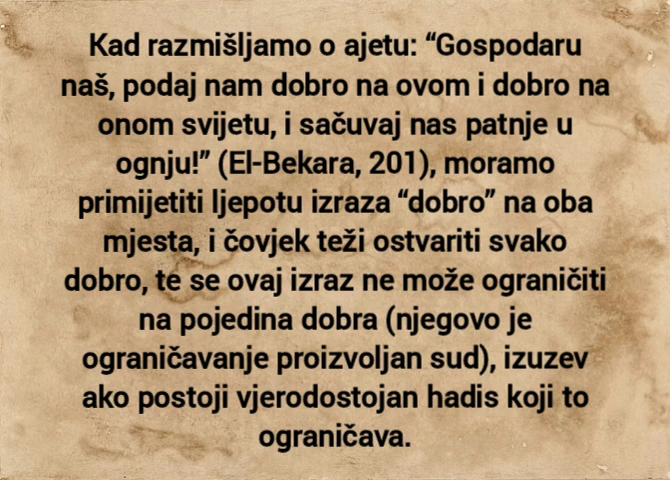 Kad razmišljamo o ajetu: “Gospodaru
naš, podaj nam dobro na ovom i dobro na
onom svijetu, i sačuvaj nas patnje u
ognju!” (El-Bekara, 201), moramo
primijetiti ljepotu izraza “dobro” na oba
mjesta, i čovjek teži ostvariti svako
dobro, te se ovaj izraz ne može ograničiti
na pojedina dobra (njegovo je
ograničavanje proizvoljan sud), izuzev
ako postoji vjerodostojan hadis koji to
ograničava.